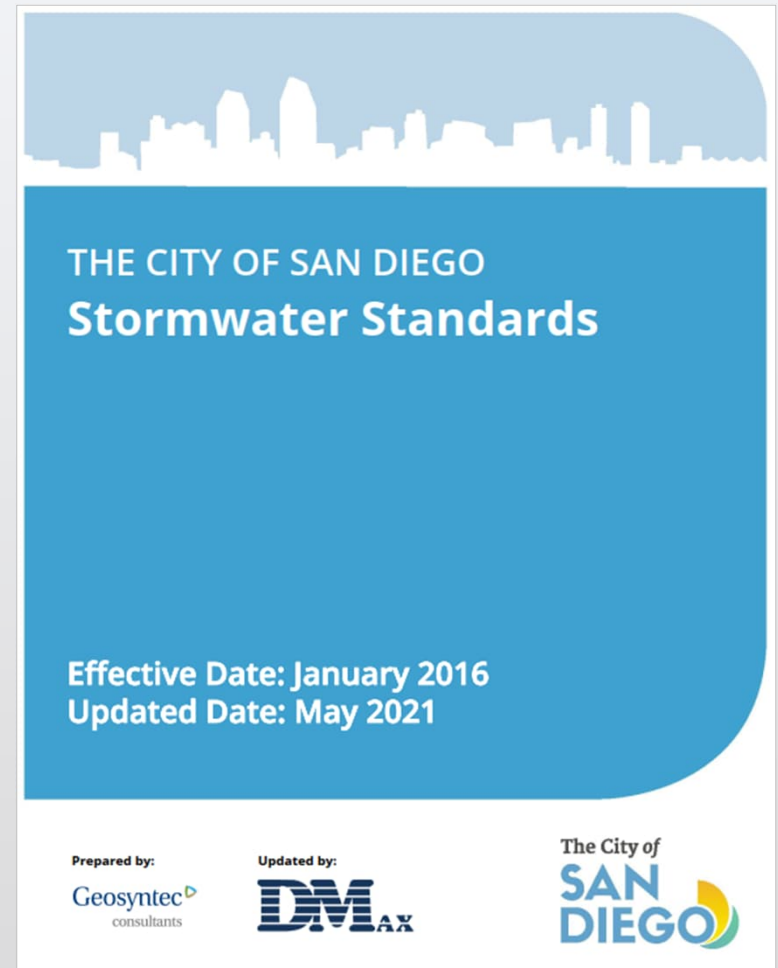 THE CITY OF SAN DIEGO
Stormwater Standards
Effective Date: January 2016
Updated Date: May 2021
Prepared by:
Geosyntec
consultants
Updated by:
DMAX
The City of
SAN
DIEGO